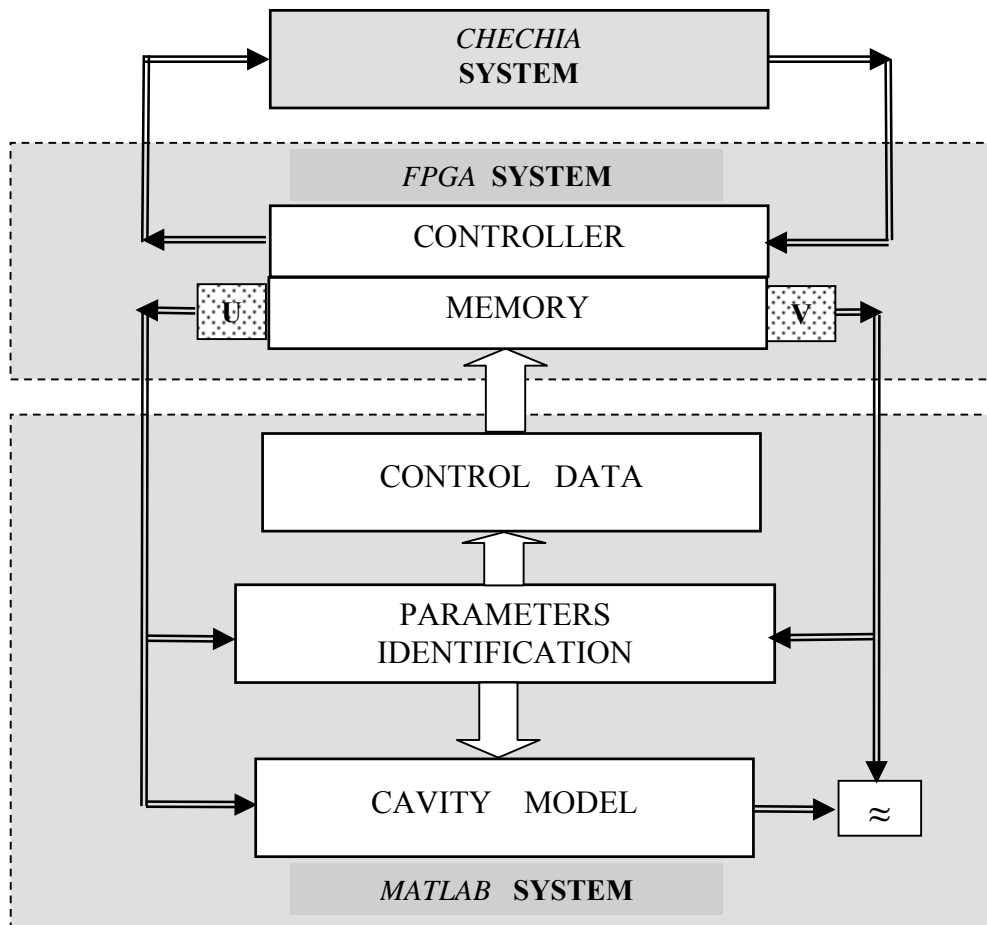 CHECHIA
SYSTEM
FPGA SYSTEM
CONTROLLER
U
MEMORY
V
CONTROL DATA
PARAMETERS
IDENTIFICATION
CAVITY MODEL
≈
MATLAB SYSTEM